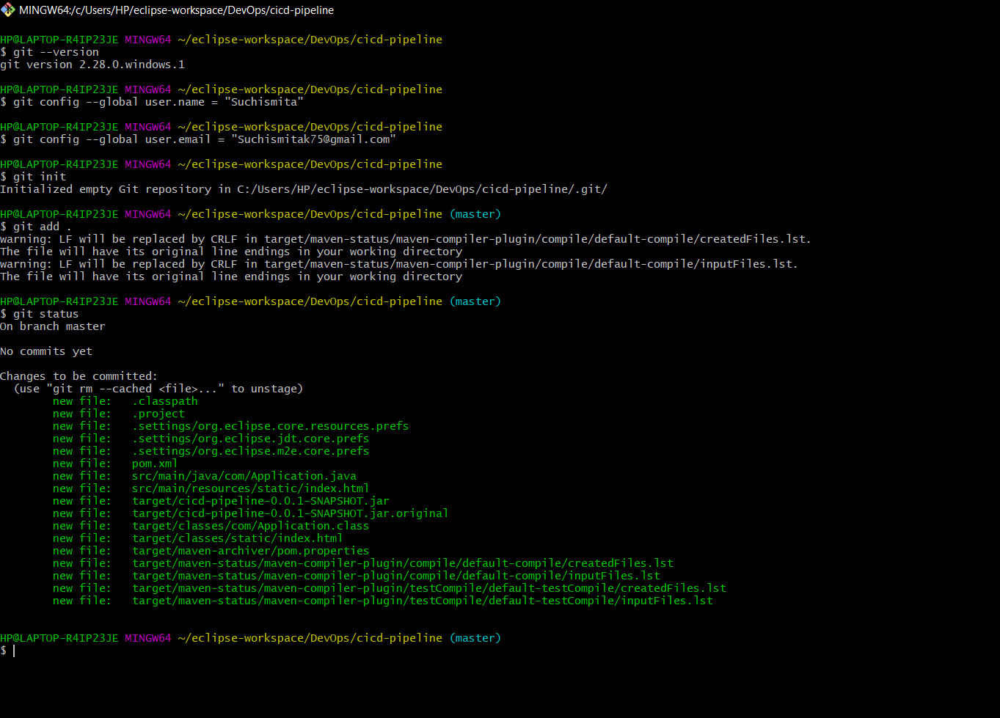 MINGW64:/c/Users/HP/eclipse-workspace/DevOps/cicd-pipeline
HP@LAPTOP-R4IP23JE MINGW64 ~/eclipse-workspace/DevOps/cicd-pipeline
$ git --version
git version 2.28.0.windows.1
HP@LAPTOP-R4IP23JE MINGW64 ~/eclipse-workspace/DevOps/cicd-pipeline
$ git config --global user.name = "Suchismita"
HP@LAPTOP-R4IP23JE MINGW64 ~/eclipse-workspace/DevOps/cicd-pipeline
$ git config --global user.email = "Suchismitak75@gmail.com"
HP@LAPTOP-R4IP23JE MINGW64 ~/eclipse-workspace/DevOps/cicd-pipeline
$ git init
Initialized empty Git repository in C:/Users/HP/eclipse-workspace/DevOps/cicd-pipeline/.git/
HP@LAPTOP-R4IP23JE MINGW64 ~/eclipse-workspace/DevOps/cicd-pipeline (master)
$ git add .
warning: LF will be replaced by CRLF in target/maven-status/maven-compiler-plugin/compile/default-compile/createdFiles.lst.
The file will have its original line endings in your working directory
warning: LF will be replaced by CRLF in target/maven-status/maven-compiler-plugin/compile/default-compile/inputFiles.lst.
The file will have its original line endings in your working directory
HP@LAPTOP-R4IP23JE MINGW64 ~/eclipse-workspace/DevOps/cicd-pipeline (master)
$ git status
On branch master
No commits yet
Changes to be committed:
(use "git rm --cached <file>..." to unstage)
new file: .classpath
new file: .project
new file: .settings/org.eclipse.core.resources.prefs
new file: .settings/org.eclipse.jdt.core.prefs
new file: .settings/org.eclipse.m2e.core.prefs
new file: pom.xml
new file: src/main/java/com/Application.java
new file: src/main/resources/static/index.html
new file: target/cicd-pipeline-0.0.1-SNAPSHOT.jar
new file: target/cicd-pipeline-0.0.1-SNAPSHOT.jar.original
new file: target/classes/com/Application.class
new file: target/classes/static/index.html
new file: target/maven-archiver/pom.properties
new file: target/maven-status/maven-compiler-plugin/compile/default-compile/createdFiles.lst
new file: target/maven-status/maven-compiler-plugin/compile/default-compile/inputFiles.lst
new file: target/maven-status/maven-compiler-plugin/testCompile/default-testCompile/createdFiles.lst
new file: target/maven-status/maven-compiler-plugin/testCompile/default-testCompile/inputFiles.lst
HP@LAPTOP-R4IP23JE MINGW64 ~/eclipse-workspace/DevOps/cicd-pipeline (master)
$